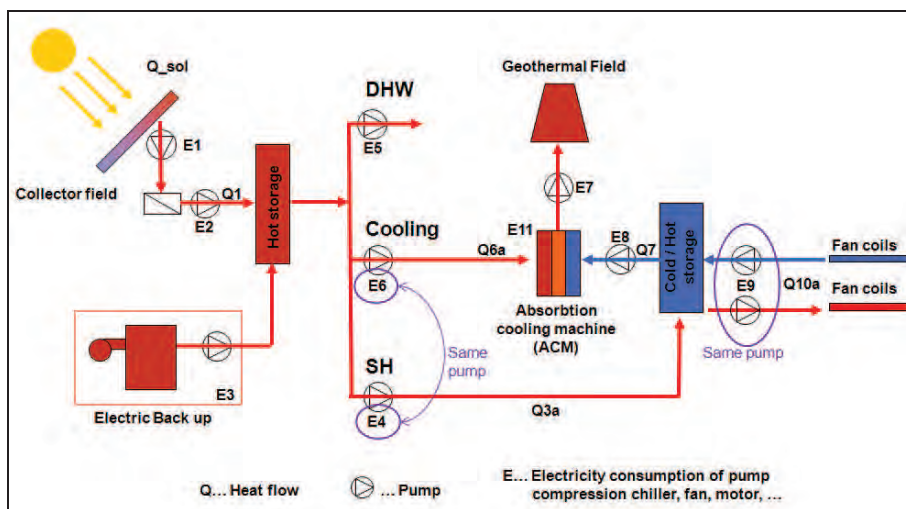 Q_sol
Collector field
E1
Q1
E2
Hot storage
E3
Electric Back up
DHW
E5
Cooling
Q6a
E6
Same
pump
SH
E4
Q3a
Geothermal Field
E7
E11
E8
Q7
Absorbtion
cooling machine
(ACM)
Cold / Hot
storage
Fan coils
E9
Q10a
Fan coils
Same pump
Q... Heat flow
... Pump
E... Electricity consumption of pump
compression chiller, fan, motor, ...